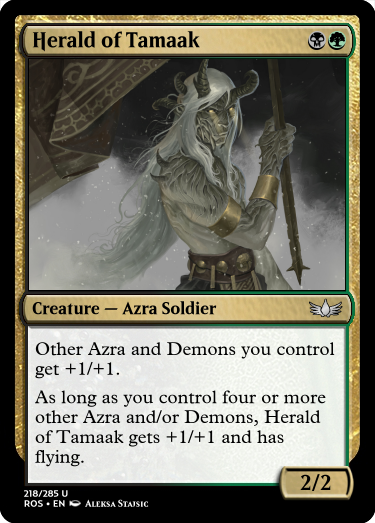 Herald of Tamaak
Creature — Azra Soldier
Other Azra and Demons you control
get +1/+1.
As long as you control four or more
other Azra and/or Demons, Herald
of Tamaak gets +1/+1 and has
flying.
2/2
218/285 U
ROS • EN Aleksa Stajsic